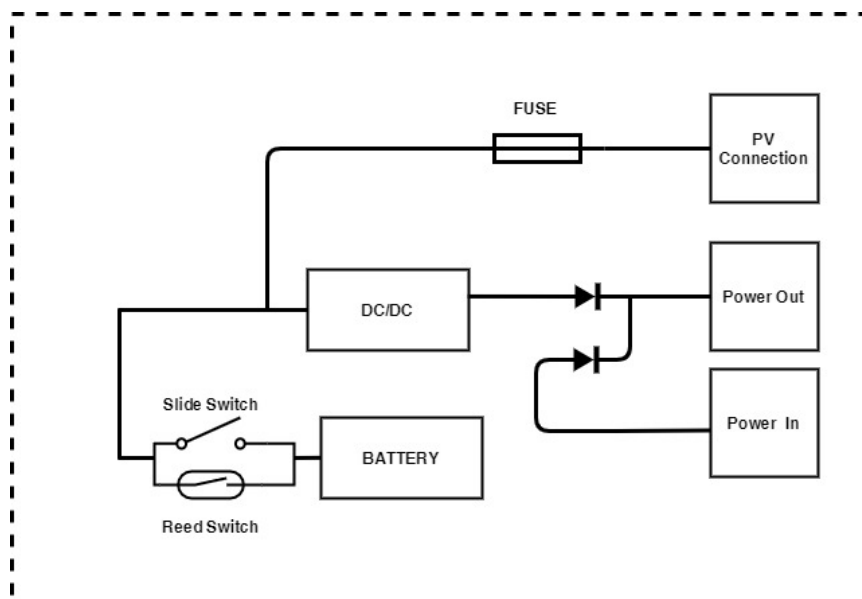 FUSE
PV
Connection
DC/DC
Power Out
Slide Switch
BATTERY
Power In
Reed Switch